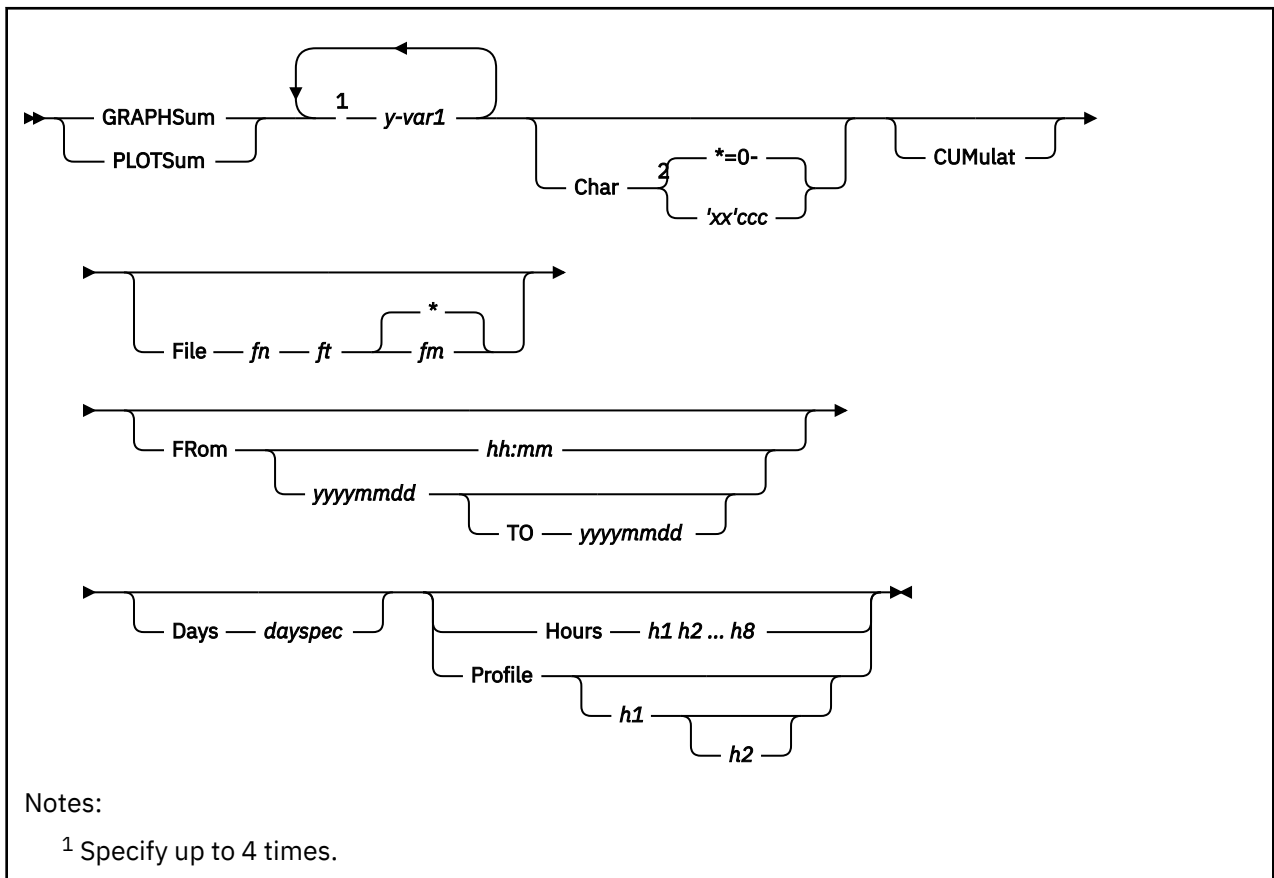 1
GRAPHSum y-var1
PLOTSum
2 *=0-
Char
'xx'ccc
CUMulat
*
File fn ft fm
FRom hh:mm
yyyymmdd
TO yyyymmdd
Days dayspec Hours h1 h2 ... h8
Profile
h1
h2
Notes:
1 Specify up to 4 times.